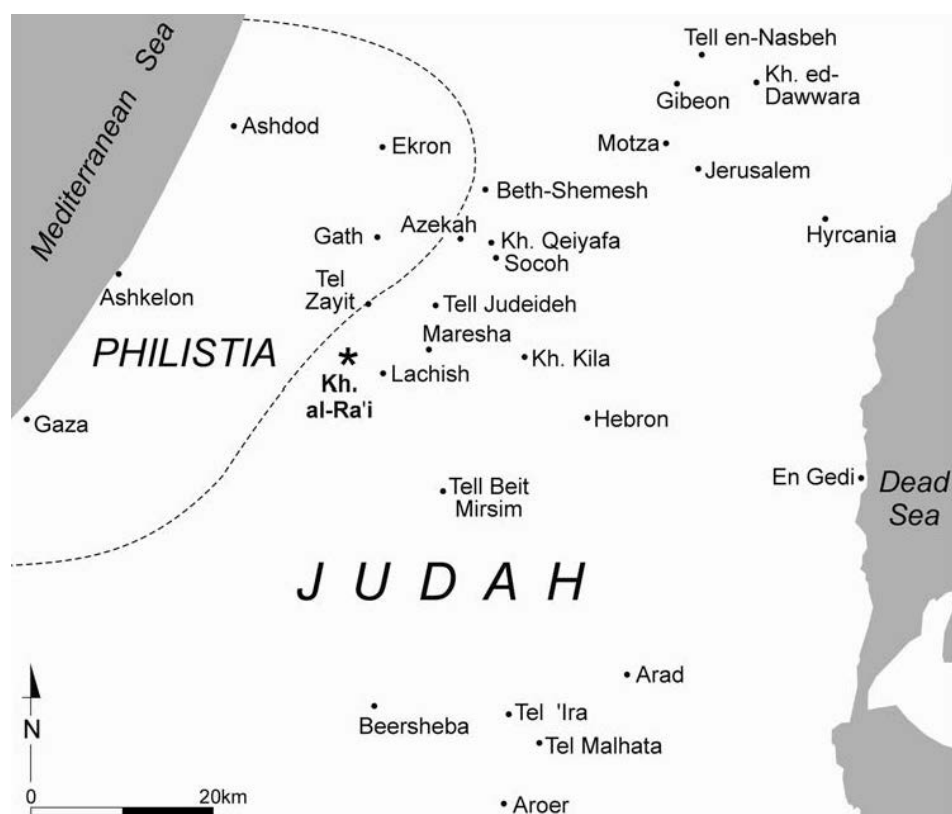 Mediterranean Sea
Tell en-Nasbeh
Kh. ed-
Dawwara
Gibeon
Ashdod
Ekron
Motza
Jerusalem
Beth-Shemesh
Hyrcania
Gath
Azekah
Kh. Qeiyafa
Socoh
Ashkelon
Tel
Zayit
Tell Judeideh
Maresha
PHILISTIA
*
Kh.
al-Ra'i
Lachish
Kh. Kila
Gaza
Hebron
En Gedi
Dead
Sea
Tell Beit
Mirsim
JUDAH
Arad
Beersheba
Tel 'Ira
Tel Malhata
N
0 20km
Aroer